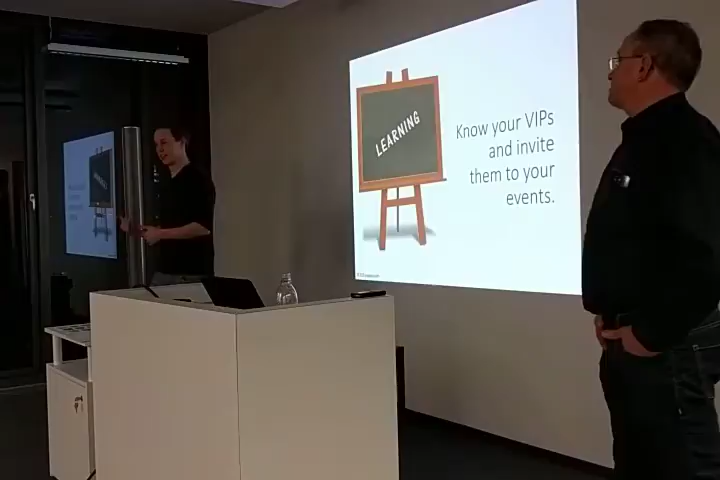 LEARNING
Know your VIPs
and invite
them to your
events.